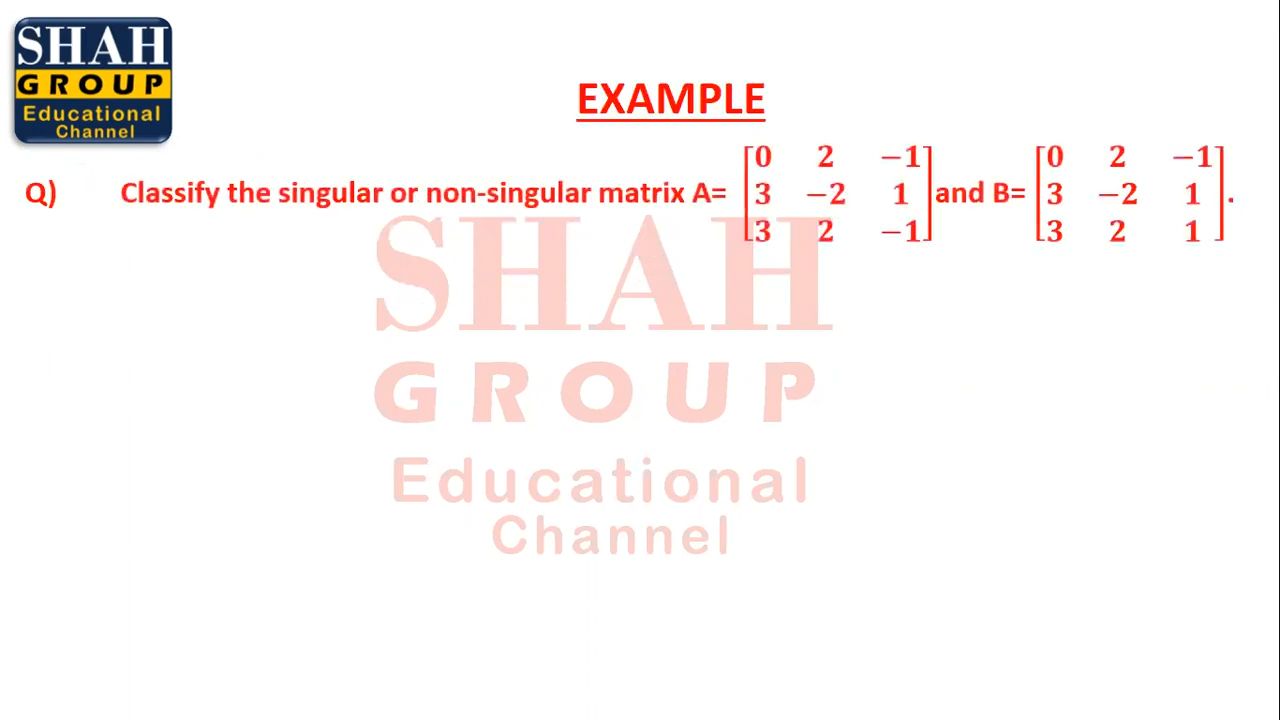 SHAH
GROUP
Educational
Channel
EXAMPLE
Q) Classify the singular or non-singular matrix A= [0 2 −1; 3 −2 1; 3 2 −1] and B= [0 2 −1; 3 −2 1; 3 2 1].
SHAH
GROUP
Educational
Channel